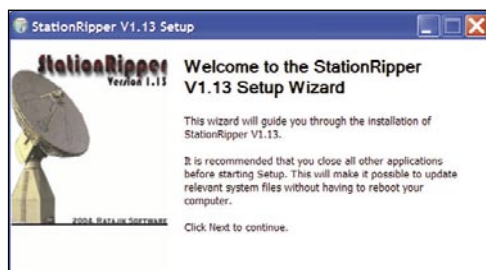 StationRipper V1.13 Setup
StationRipper
Version 1.13
Welcome to the StationRipper
V1.13 Setup Wizard
This wizard will guide you through the installation of
StationRipper V1.13.
It is recommended that you close all other applications
before starting Setup. This will make it possible to update
relevant system files without having to reboot your
computer.
Click Next to continue.
2004, Ratajik Software